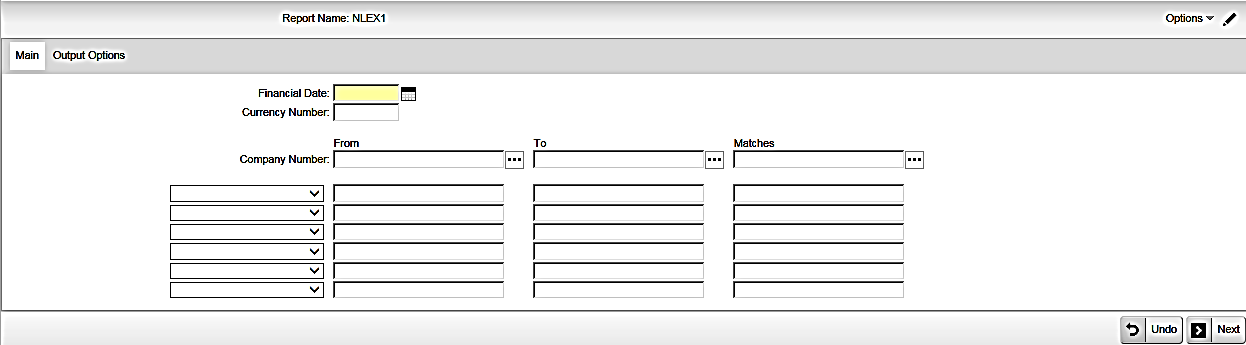 Report Name: NLEX1 Options
Main Output Options
Financial Date:
Currency Number:
From To Matches
Company Number:
Undo Next